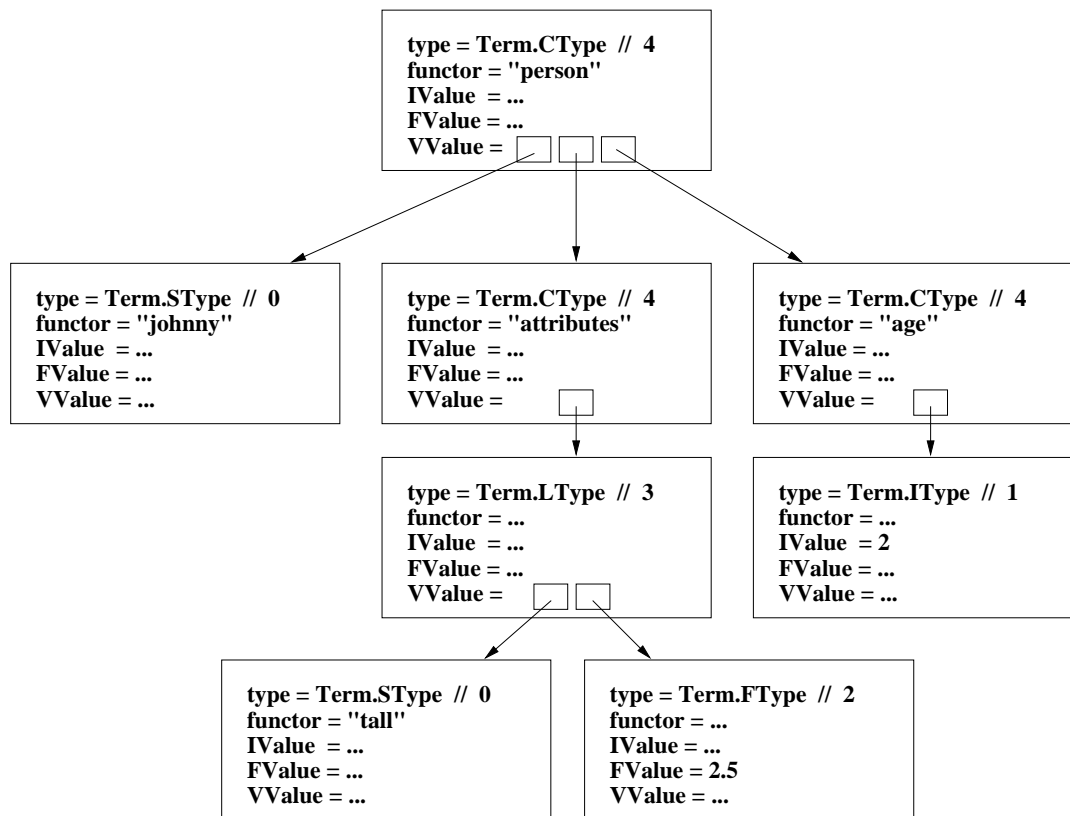 type = Term.CType // 4
functor = "person"
IValue = ...
FValue = ...
VValue =
type = Term.SType // 0
functor = "johnny"
IValue = ...
FValue = ...
VValue = ...
type = Term.CType // 4
functor = "attributes"
IValue = ...
FValue = ...
VValue =
type = Term.CType // 4
functor = "age"
IValue = ...
FValue = ...
VValue =
type = Term.LType // 3
functor = ...
IValue = ...
FValue = ...
VValue =
type = Term.IType // 1
functor = ...
IValue = 2
FValue = ...
VValue = ...
type = Term.SType // 0
functor = "tall"
IValue = ...
FValue = ...
VValue = ...
type = Term.FType // 2
functor = ...
IValue = ...
FValue = 2.5
VValue = ...